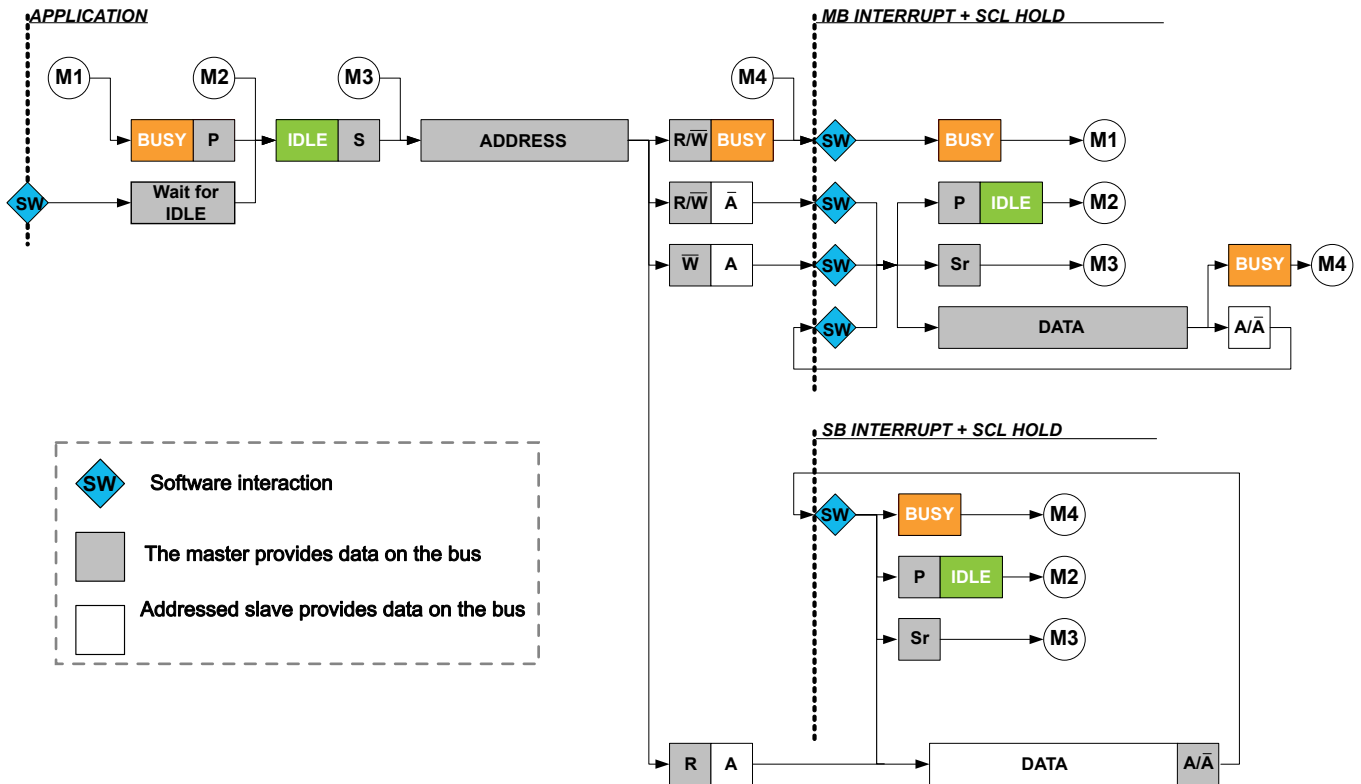 APPLICATION
MB INTERRUPT + SCL HOLD
M1
M2
M3
M4
BUSY P
IDLE S
ADDRESS
R/W̅ BUSY
SW
BUSY
M1
SW
Wait for
IDLE
R/W̅ A̅
SW
P IDLE
M2
W̅ A
SW
Sr
M3
BUSY
M4
SW
DATA
A/A̅
SB INTERRUPT + SCL HOLD
SW
Software interaction
The master provides data on the bus
Addressed slave provides data on the bus
SW
BUSY
M4
P IDLE
M2
Sr
M3
R A
DATA
A/A̅